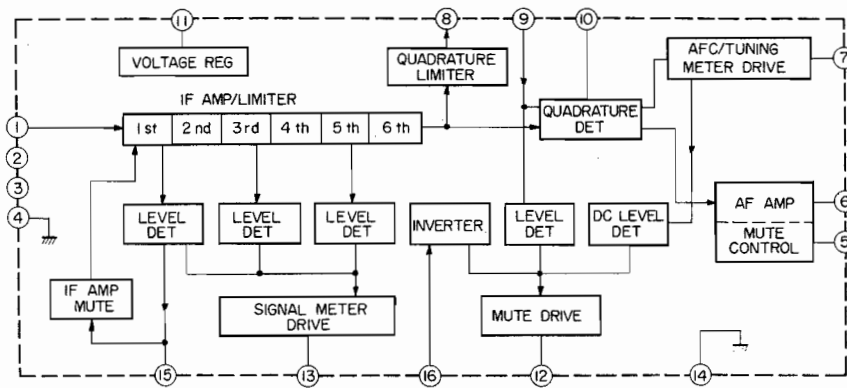 11
8
9
10
VOLTAGE REG
QUADRATURE
LIMITER
AFC/TUNING
METER DRIVE
7
IF AMP/LIMITER
1
1st
2nd
3rd
4th
5th
6th
QUADRATURE
DET
2
3
4
LEVEL
DET
LEVEL
DET
LEVEL
DET
INVERTER
LEVEL
DET
DC LEVEL
DET
AF AMP
6
MUTE
CONTROL
5
IF AMP
MUTE
SIGNAL METER
DRIVE
MUTE DRIVE
15
13
16
12
14